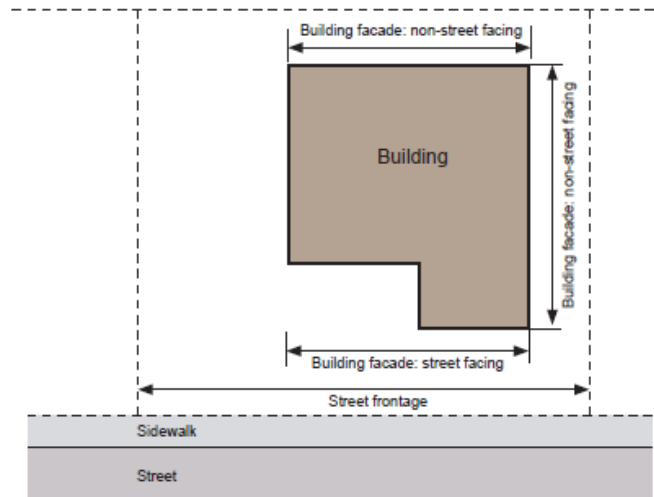 Building facade: non-street facing
Building
Building facade: non-street facing
Building facade: street facing
Street frontage
Sidewalk
Street